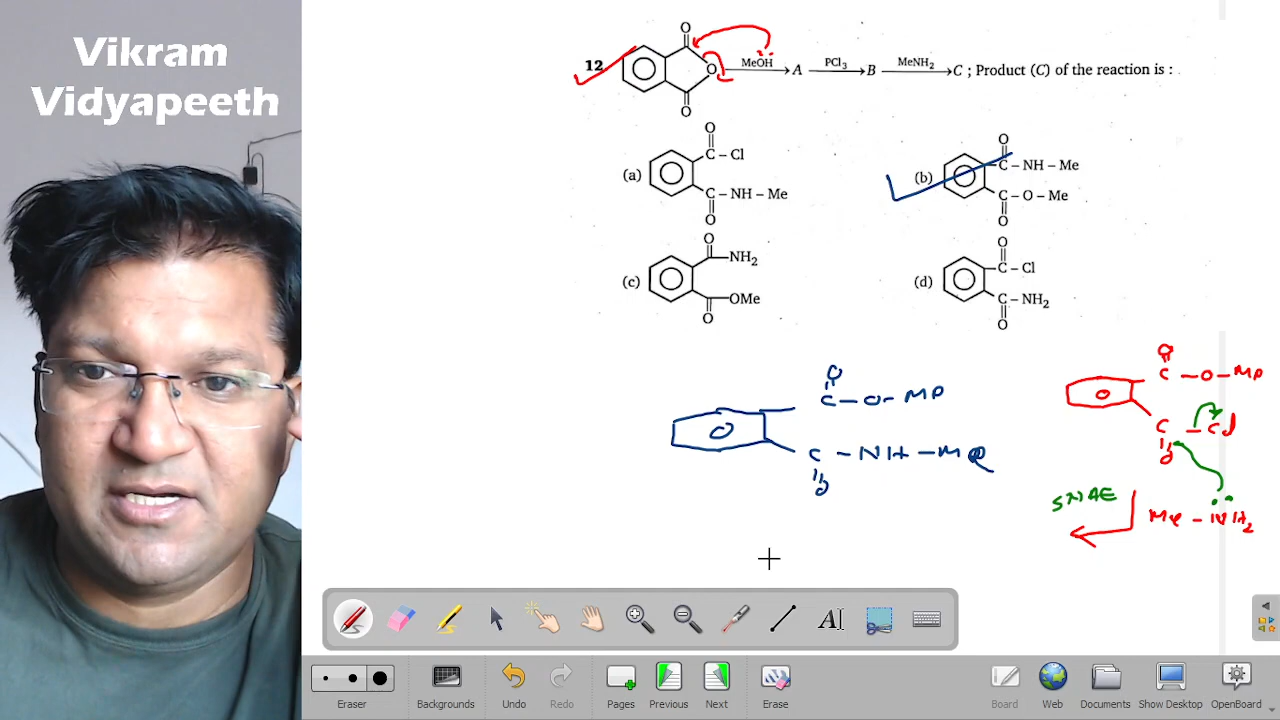 Vikram
Vidyapeeth
12
O
O
O
MeOH
A
PCl3
B
MeNH2
C ; Product (C) of the reaction is :
(a)
O
C – Cl
C – NH – Me
O
(b)
O
C – NH – Me
C – O – Me
O
(c)
O
NH2
OMe
O
(d)
O
C – Cl
C – NH2
O
O
C – O – Me
C – NH – Me
O
O
C – O – Me
C – Cl
O
SNAE
Me – NH2
Eraser
Backgrounds
Undo
Redo
Pages
Previous
Next
Erase
Board
Web
Documents
Show Desktop
OpenBoard